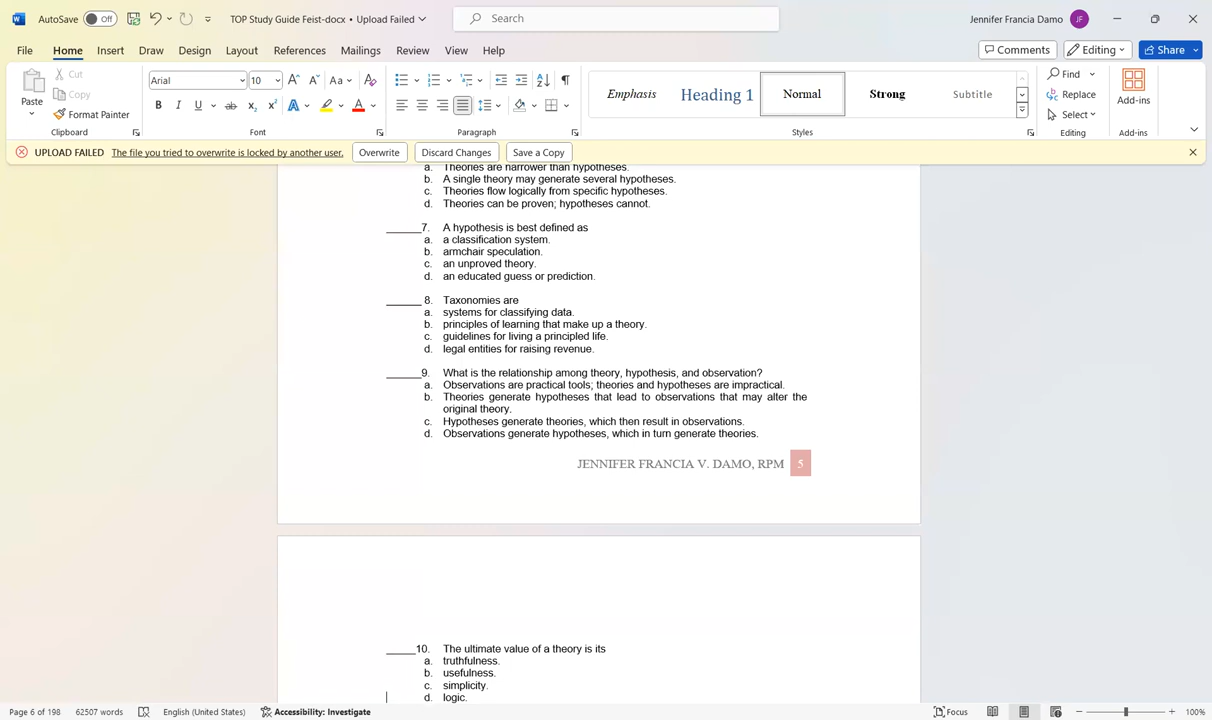 AutoSave Off TOP Study Guide Feist-docx • Upload Failed Search Jennifer Francia Damo JF
File Home Insert Draw Design Layout References Mailings Review View Help Comments Editing Share
Paste Cut Copy Format Painter
Arial 10
Emphasis Heading 1 Normal Strong Subtitle
Find Replace Select Add-ins
Clipboard Font Paragraph Styles Editing Add-ins
UPLOAD FAILED The file you tried to overwrite is locked by another user. Overwrite Discard Changes Save a Copy
a. Theories are narrower than hypotheses.
b. A single theory may generate several hypotheses.
c. Theories flow logically from specific hypotheses.
d. Theories can be proven; hypotheses cannot.
______7. A hypothesis is best defined as
a. a classification system.
b. armchair speculation.
c. an unproved theory.
d. an educated guess or prediction.
______ 8. Taxonomies are
a. systems for classifying data.
b. principles of learning that make up a theory.
c. guidelines for living a principled life.
d. legal entities for raising revenue.
______9. What is the relationship among theory, hypothesis, and observation?
a. Observations are practical tools; theories and hypotheses are impractical.
b. Theories generate hypotheses that lead to observations that may alter the
original theory.
c. Hypotheses generate theories, which then result in observations.
d. Observations generate hypotheses, which in turn generate theories.
JENNIFER FRANCIA V. DAMO, RPM 5
_____10. The ultimate value of a theory is its
a. truthfulness.
b. usefulness.
c. simplicity.
d. logic.
Page 6 of 198 62507 words English (United States) Accessibility: Investigate Focus 100%